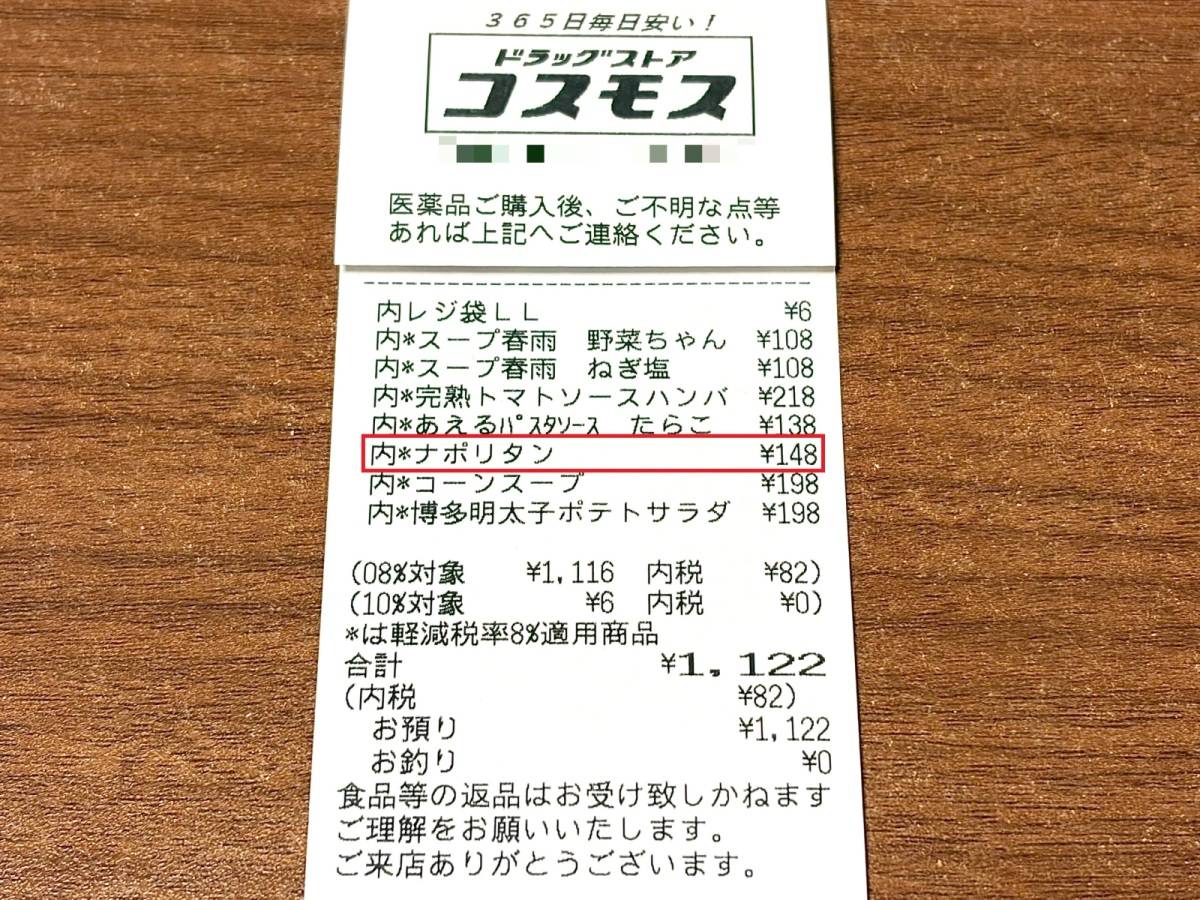 365日毎日安い！
ドラッグストア
コスモス
医薬品ご購入後、ご不明な点等
あれば上記へご連絡ください。
内レジ袋LL ¥6
内*スープ春雨 野菜ちゃん ¥108
内*スープ春雨 ねぎ塩 ¥108
内*完熟トマトソースハンバ ¥218
内*あえるﾊﾟｽﾀｿｰｽ たらこ ¥138
内*ナポリタン ¥148
内*コーンスープ ¥198
内*博多明太子ポテトサラダ ¥198
(08%対象 ¥1,116 内税 ¥82)
(10%対象 ¥6 内税 ¥0)
*は軽減税率8%適用商品
合計 ¥1,122
(内税 ¥82)
お預り ¥1,122
お釣り ¥0
食品等の返品はお受け致しかねます
ご理解をお願いいたします。
ご来店ありがとうございます。